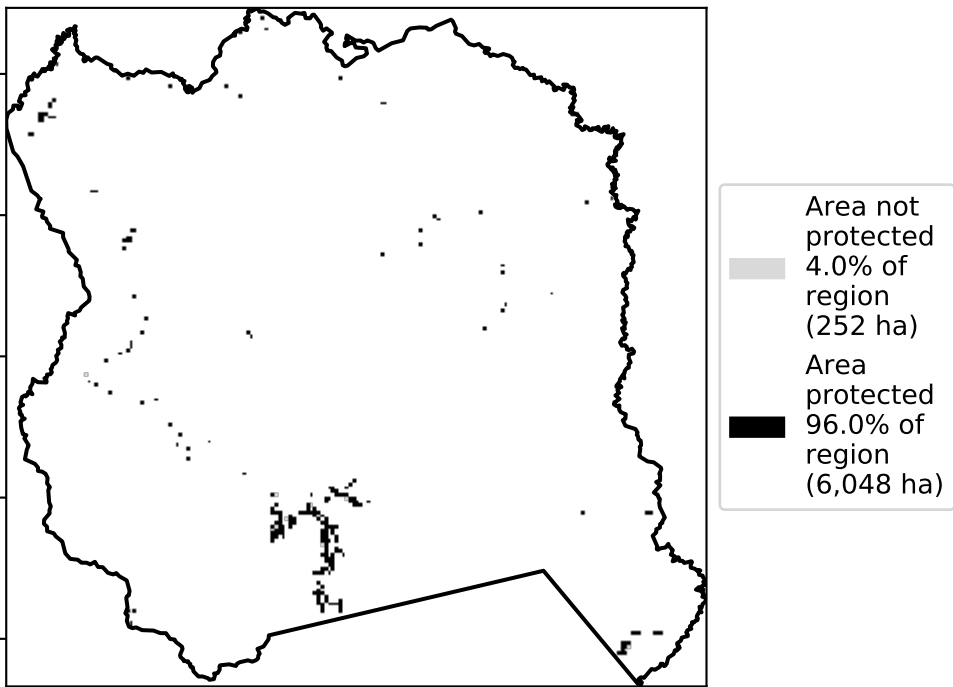 Area not
protected
4.0% of
region
(252 ha)
Area
protected
96.0% of
region
(6,048 ha)